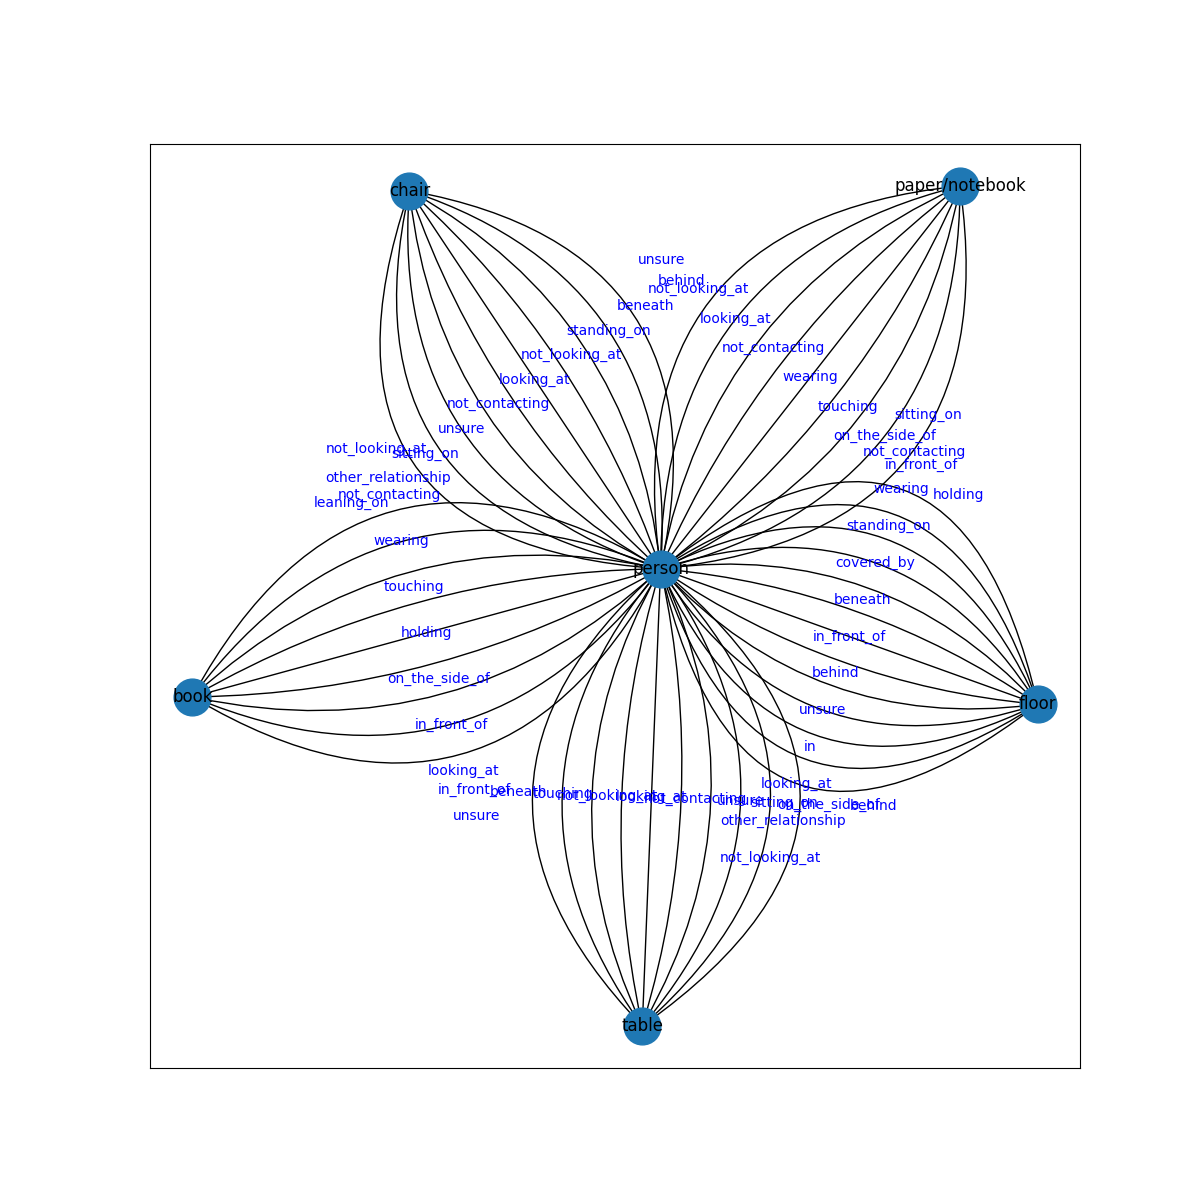 paper/notebook
chair
unsure
behind
not_looking_at
beneath
looking_at
standing_on
not_contacting
not_looking_at
wearing
looking_at
not_contacting
touching
sitting_on
unsure
on_the_side_of
not_looking_at
sitting_on
not_contacting
in_front_of
other_relationship
wearing
not_contacting
holding
leaning_on
standing_on
wearing
covered_by
person
touching
beneath
holding
in_front_of
behind
on_the_side_of
book
floor
unsure
in_front_of
in
looking_at
looking_at
in_front_of
beneath
touching
not_looking_at
looking_at
not_contacting
unsure
sitting_on
on_the_side_of
behind
unsure
other_relationship
not_looking_at
table